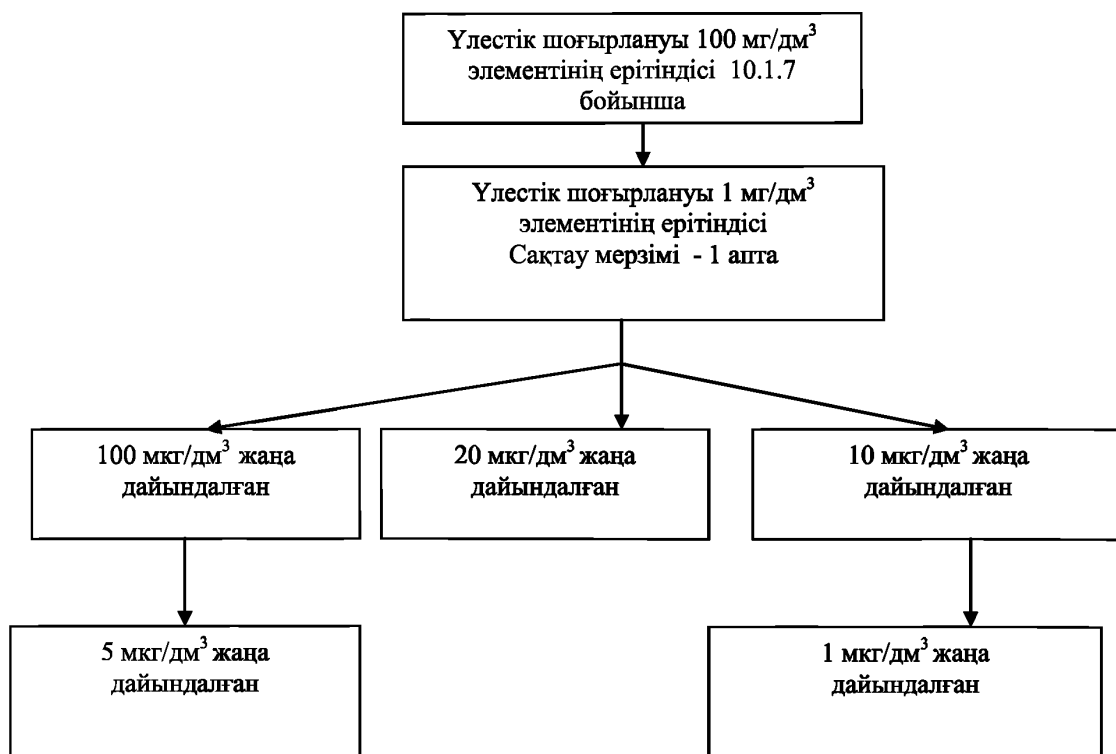 Үлестік шоғырлануы 100 мг/дм³
элементінің ерітіндісі 10.1.7
бойынша
Үлестік шоғырлануы 1 мг/дм³
элементінің ерітіндісі
Сақтау мерзімі - 1 апта
100 мкг/дм³ жаңа
дайындалған
20 мкг/дм³ жаңа
дайындалған
10 мкг/дм³ жаңа
дайындалған
5 мкг/дм³ жаңа
дайындалған
1 мкг/дм³ жаңа
дайындалған